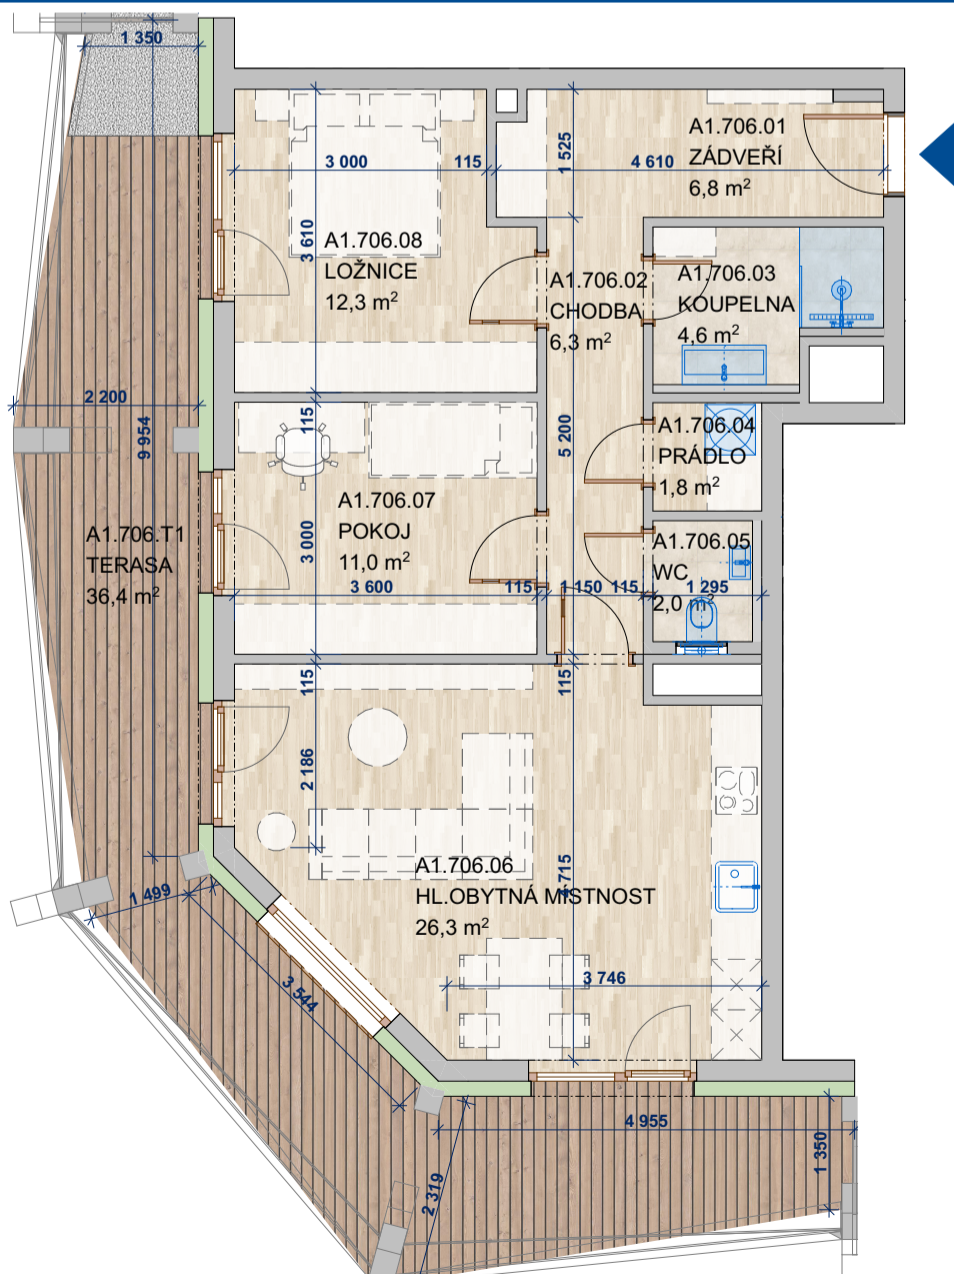 1 350
A1.706.01
ZÁDVEŘÍ
6,8 m²
1 525
3 000
115
4 610
3 610
A1.706.08
LOŽNICE
12,3 m²
A1.706.02
CHODBA
6,3 m²
A1.706.03
KOUPELNA
4,6 m²
2 200
9 954
115
5 200
A1.706.04
PRÁDLO
1,8 m²
A1.706.07
POKOJ
11,0 m²
3 000
A1.706.T1
TERASA
36,4 m²
A1.706.05
WC
2,0 m²
3 600
115
1 150
115
1 295
115
115
2 186
A1.706.06
HL.OBYTNÁ MÍSTNOST
26,3 m²
4 715
1 499
3 544
3 746
4 955
1 350
2 319